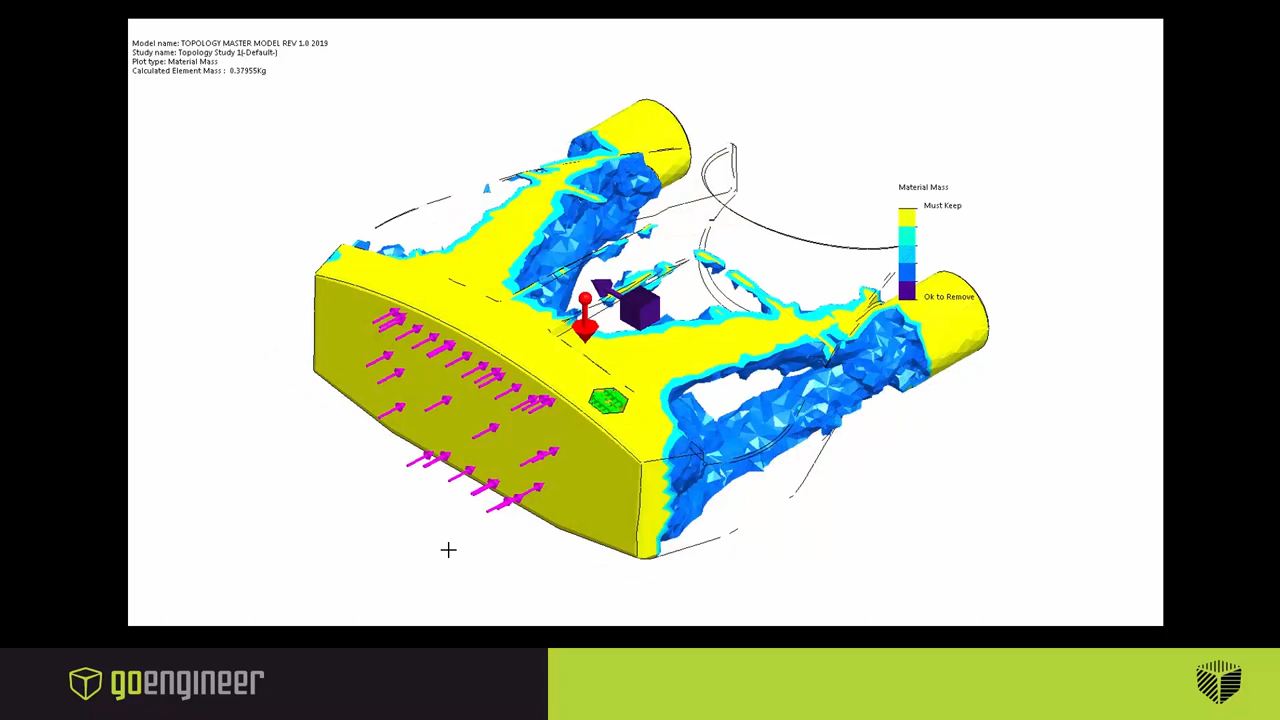 Model name: TOPOLOGY MASTER MODEL REV 1.0 2019
Study name: Topology Study 1(-Default-)
Plot type: Material Mass
Calculated Element Mass : 0.37955Kg
Material Mass
Must Keep
Ok to Remove
goengineer